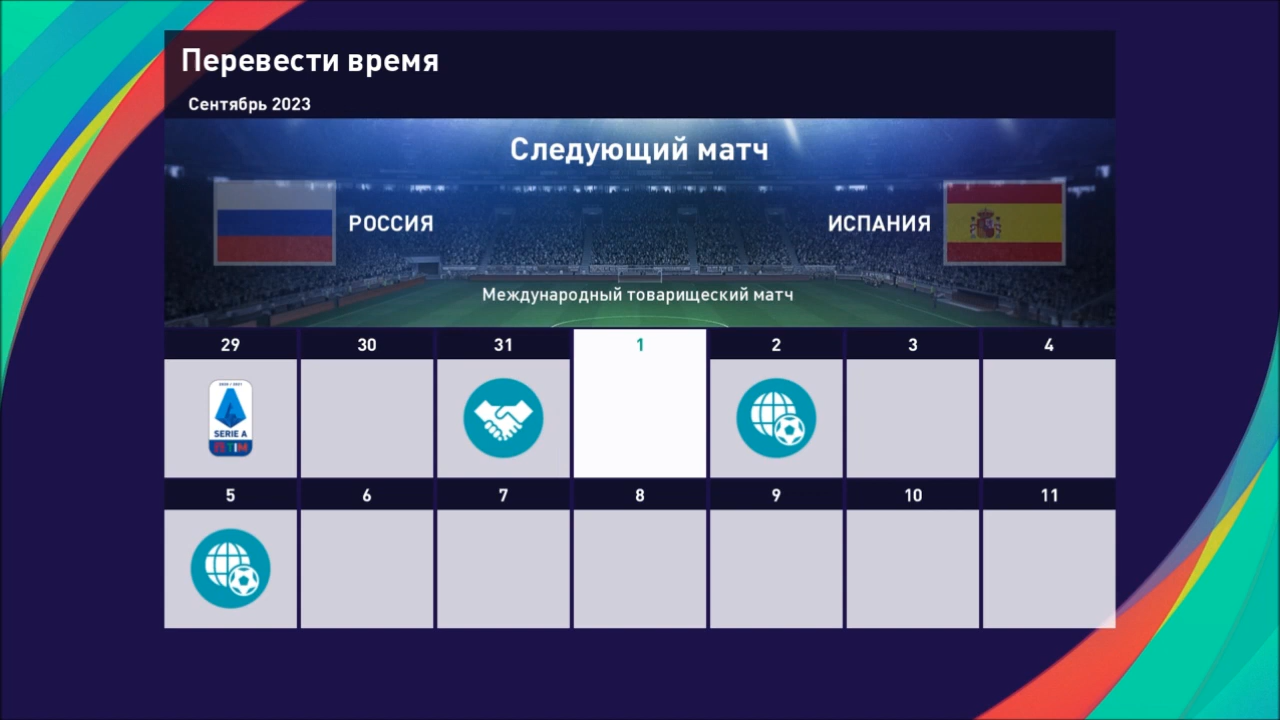 Перевести время
Сентябрь 2023
Следующий матч
РОССИЯ
ИСПАНИЯ
Международный товарищеский матч
29 30 31 1 2 3 4
SERIE A
TIM
5 6 7 8 9 10 11